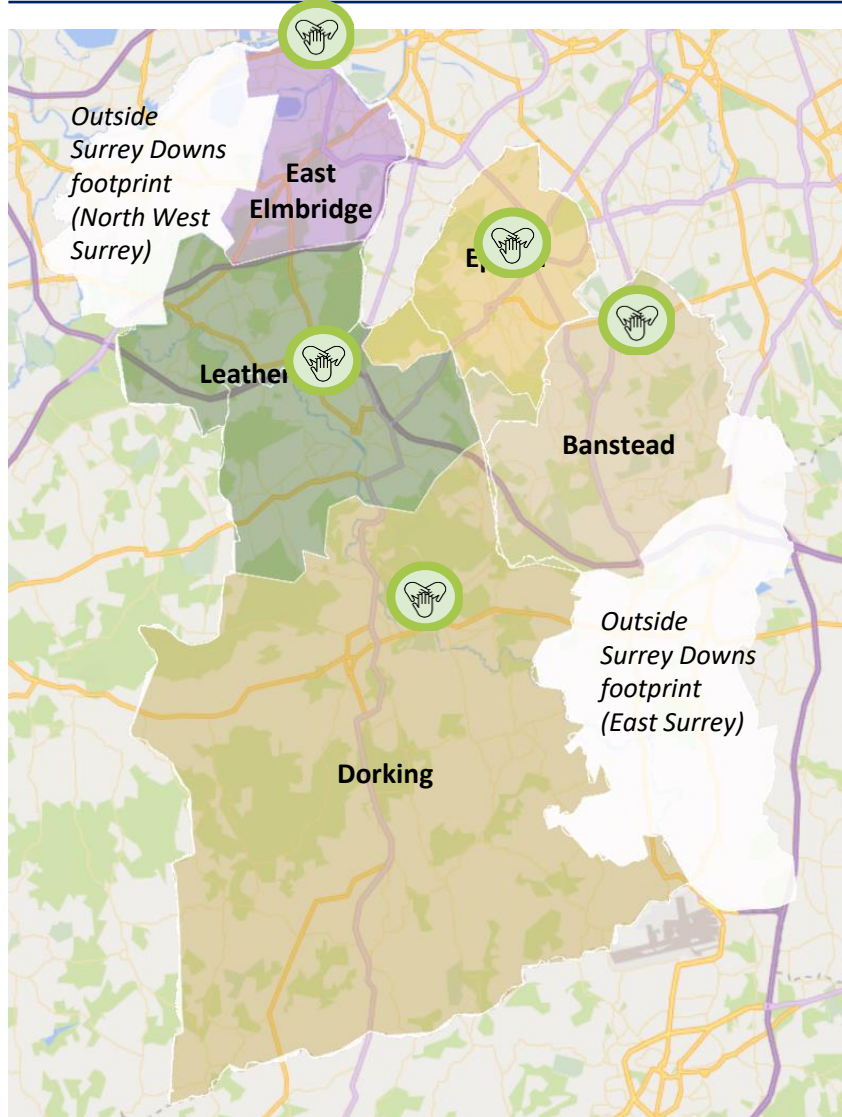 Outside
Surrey Downs
footprint
(North West
Surrey)
East
Elmbridge
Banstead
Outside
Surrey Downs
footprint
(East Surrey)
Dorking